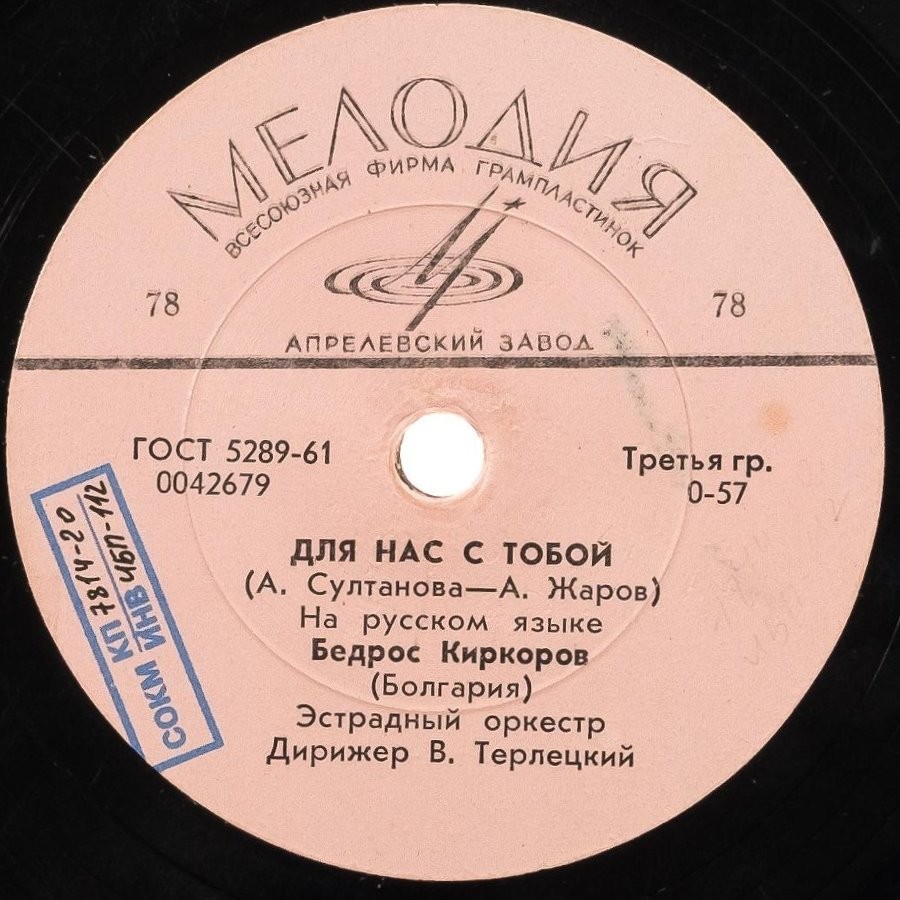 МЕЛОДИЯ
ВСЕСОЮЗНАЯ ФИРМА ГРАМПЛАСТИНОК
78 78
АПРЕЛЕВСКИЙ ЗАВОД
ГОСТ 5289-61 Третья гр.
0042679 0-57
ДЛЯ НАС С ТОБОЙ
(А. Султанова—А. Жаров)
На русском языке
Бедрос Киркоров
(Болгария)
Эстрадный оркестр
Дирижер В. Терлецкий
СОКМ КП 7814-20
ИНВ ЧБП-112